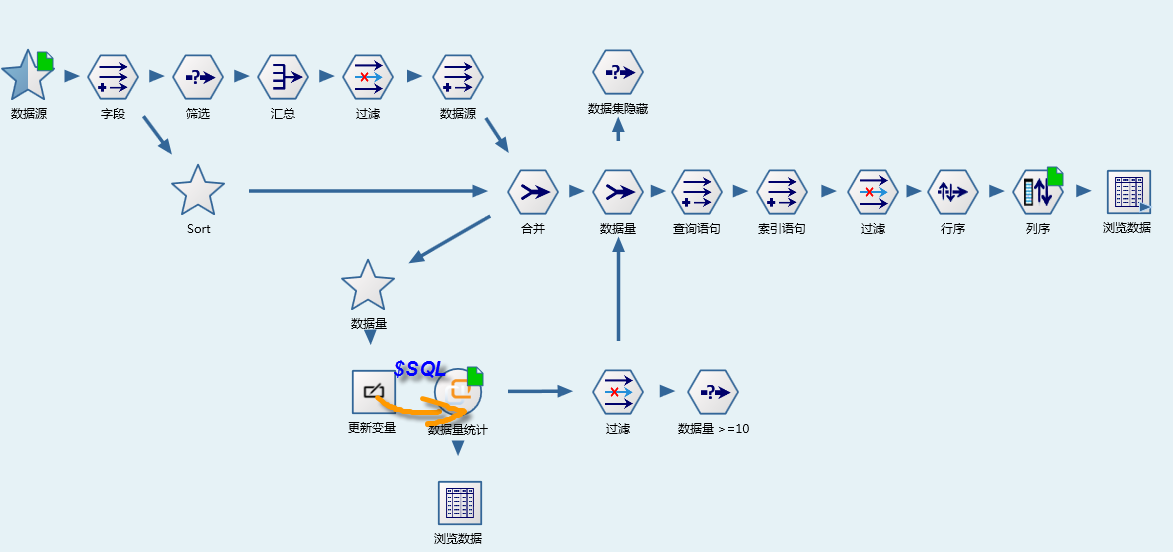 数据源
字段
筛选
汇总
过滤
数据源
数据集隐藏
Sort
合并
数据量
查询语句
索引语句
过滤
行序
列序
浏览数据
数据量
$SQL
更新变量
数据量统计
过滤
数据量 >=10
浏览数据